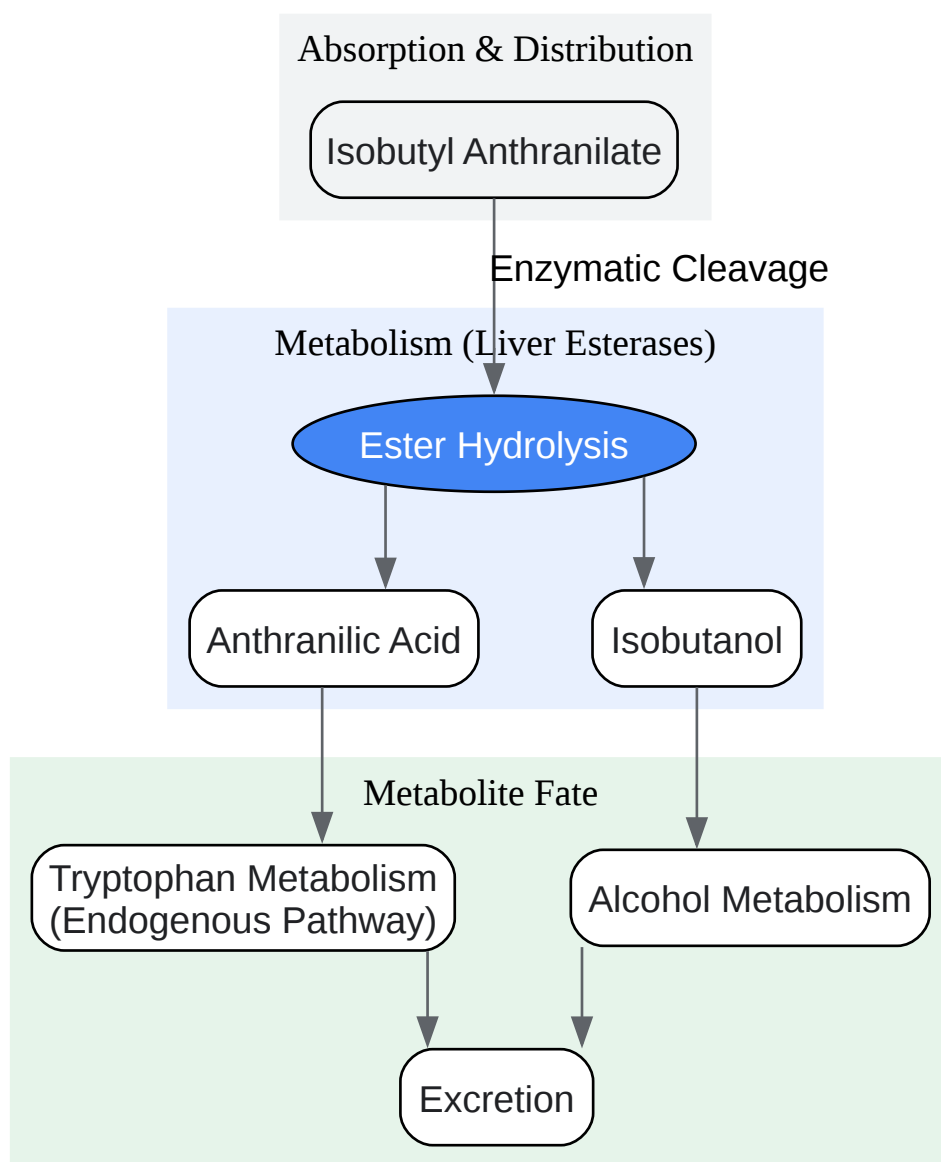 Absorption & Distribution
Isobutyl Anthranilate
Enzymatic Cleavage
Metabolism (Liver Esterases)
Ester Hydrolysis
Anthranilic Acid
Isobutanol
Metabolite Fate
Tryptophan Metabolism
(Endogenous Pathway)
Alcohol Metabolism
Excretion